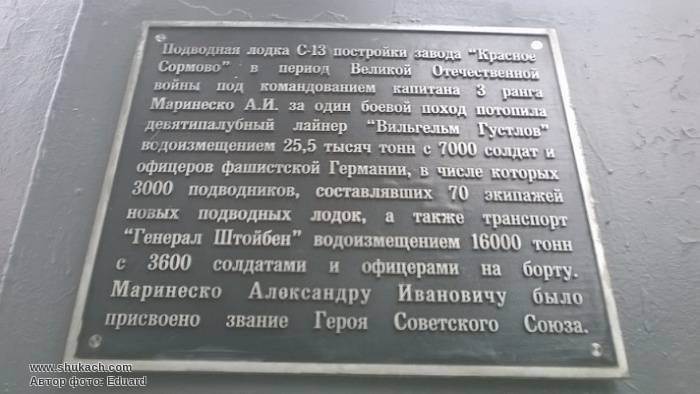 Подводная лодка С-13 постройки завода "Красное
Сормово" в период Великой Отечественной
войны под командованием капитана 3 ранга
Маринеско А.И. за один боевой поход потопила
девятипалубный лайнер "Вильгельм Густлов"
водоизмещением 25,5 тысяч тонн с 7000 солдат и
офицеров фашистской Германии, в числе которых
3000 подводников, составлявших 70 экипажей
новых подводных лодок, а также транспорт
"Генерал Штойбен" водоизмещением 16000 тонн
с 3600 солдатами и офицерами на борту.
Маринеско Александру Ивановичу было
присвоено звание Героя Советского Союза.
www.shukach.com
Автор фото: Eduard